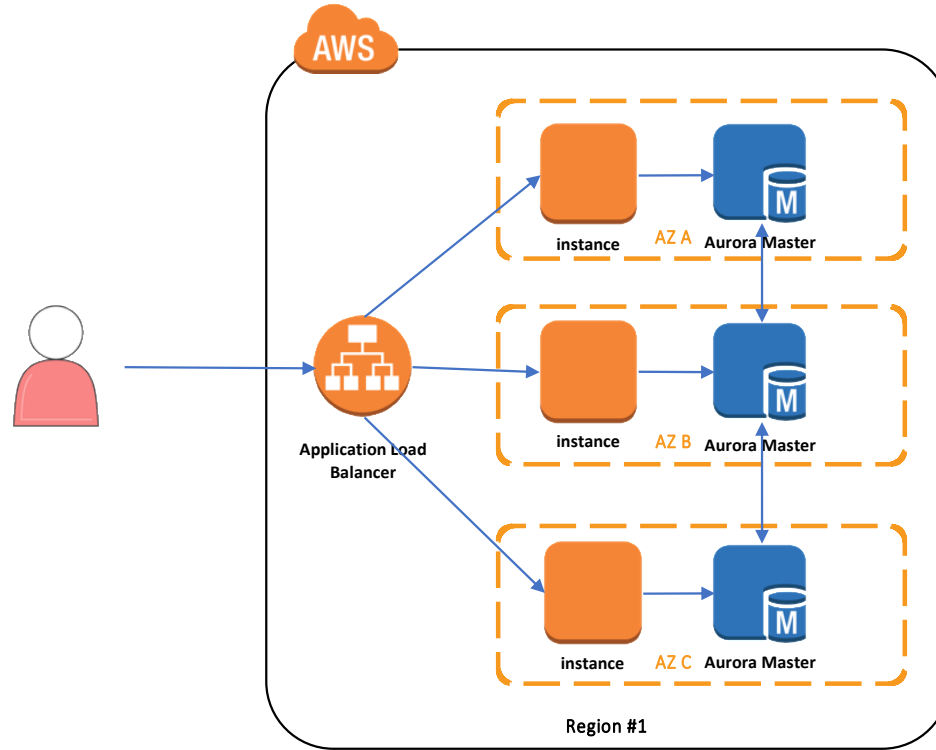 AWS
M
instance
AZ A
Aurora Master
M
instance
AZ B
Aurora Master
Application Load
Balancer
M
instance
AZ C
Aurora Master
Region #1